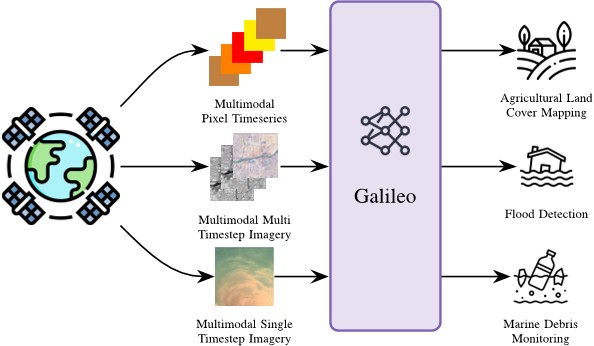 Multimodal
Pixel Timeseries
Agricultural Land
Cover Mapping
Galileo
Multimodal Multi
Timestep Imagery
Flood Detection
Multimodal Single
Timestep Imagery
Marine Debris
Monitoring